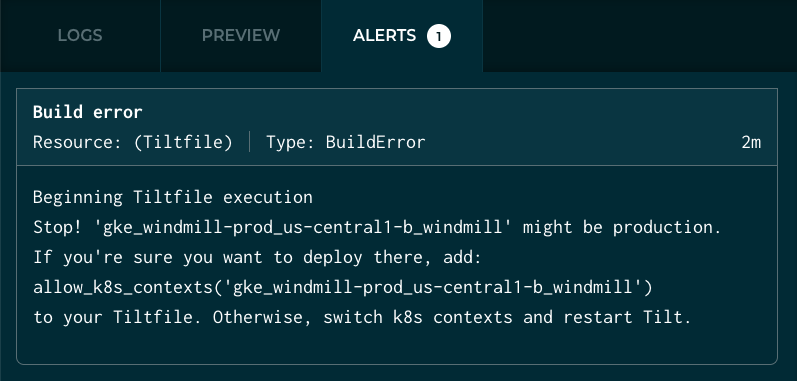 LOGS
PREVIEW
ALERTS 1
Build error
Resource: (Tiltfile) Type: BuildError 2m
Beginning Tiltfile execution
Stop! 'gke_windmill-prod_us-central1-b_windmill' might be production.
If you're sure you want to deploy there, add:
allow_k8s_contexts('gke_windmill-prod_us-central1-b_windmill')
to your Tiltfile. Otherwise, switch k8s contexts and restart Tilt.